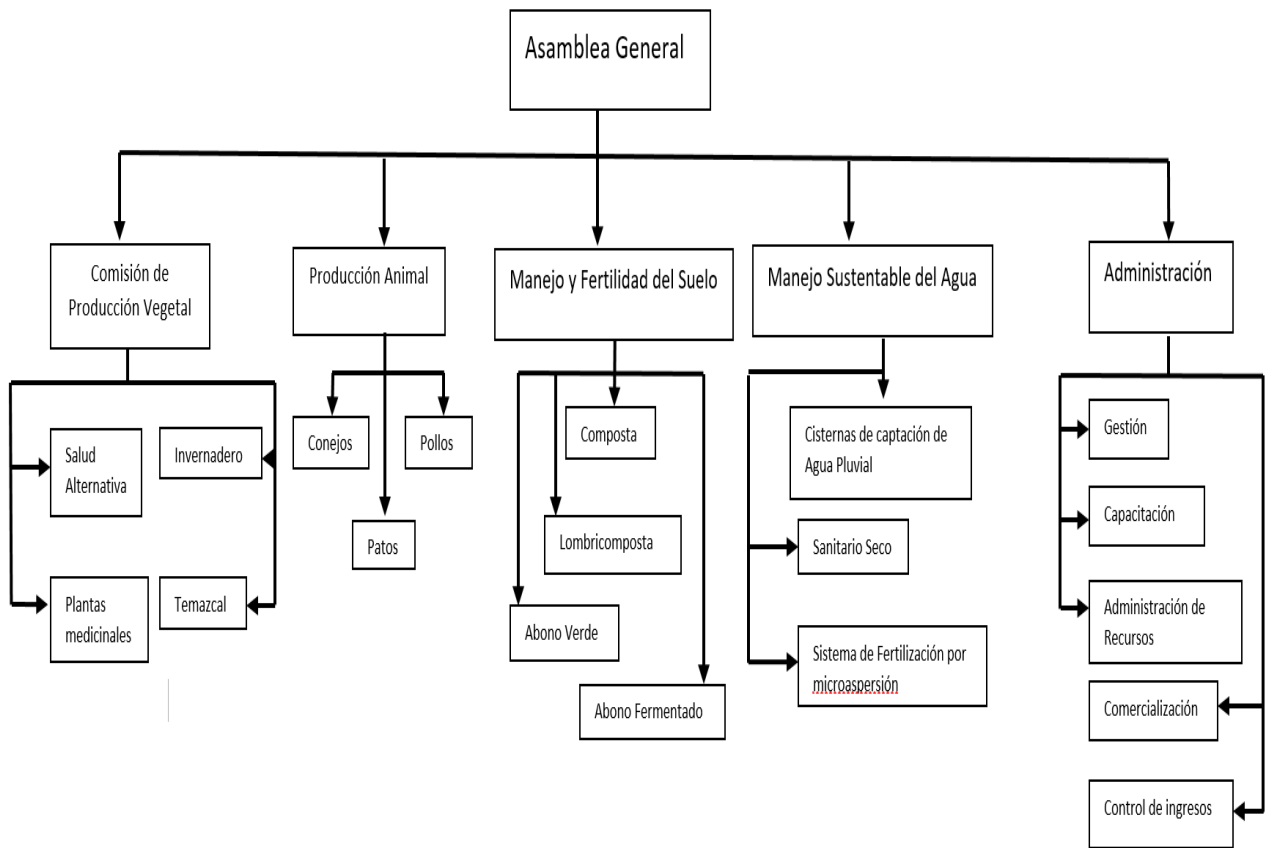 Asamblea General
Comisión de
Producción Vegetal
Producción Animal
Manejo y Fertilidad del Suelo
Manejo Sustentable del Agua
Administración
Salud
Alternativa
Invernadero
Plantas
medicinales
Temazcal
Conejos
Pollos
Patos
Composta
Lombricomposta
Abono Verde
Abono Fermentado
Cisternas de captación de
Agua Pluvial
Sanitario Seco
Sistema de Fertilización por
microaspersión
Gestión
Capacitación
Administración de
Recursos
Comercialización
Control de ingresos